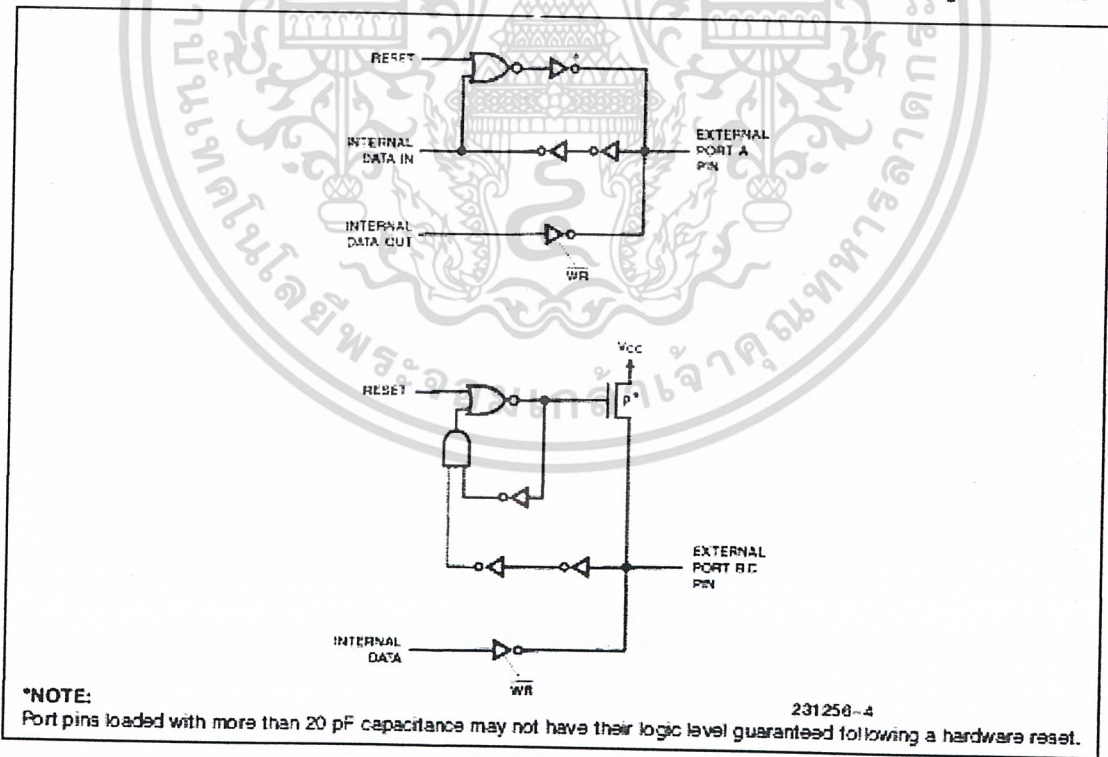 RESET
INTERNAL
DATA IN
EXTERNAL
PORT A
PIN
INTERNAL
DATA OUT
WR
VCC
RESET
P*
EXTERNAL
PORT B C
PIN
INTERNAL
DATA
WR
*NOTE:
231256-4
Port pins loaded with more than 20 pF capacitance may not have their logic level guaranteed following a hardware reset.